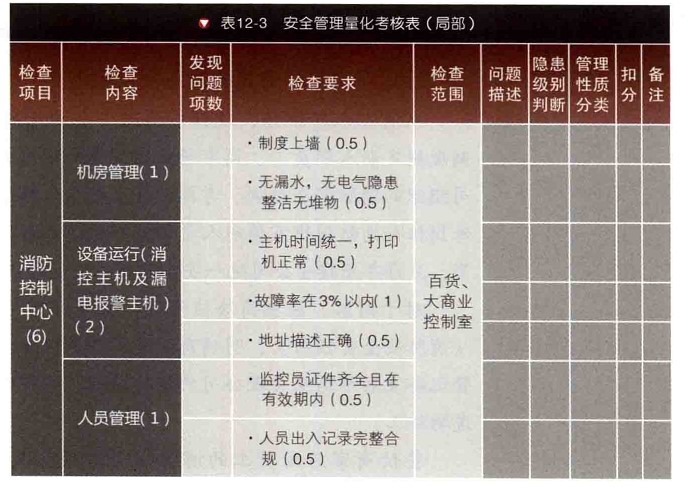 表12-3 安全管理量化考核表（局部）
检查项目
检查内容
发现问题项数
检查要求
检查范围
问题描述
隐患级别判断
管理性质分类
扣分
备注
消防控制中心(6)
机房管理(1)
·制度上墙（0.5）
·无漏水，无电气隐患
整洁无堆物（0.5）
设备运行(消
控主机及漏
电报警主机)
(2)
·主机时间统一，打印
机正常（0.5）
·故障率在3%以内(1)
·地址描述正确（0.5）
人员管理(1)
·监控员证件齐全且在
有效期内（0.5）
·人员出入记录完整合
规（0.5）
百货、
大商业
控制室